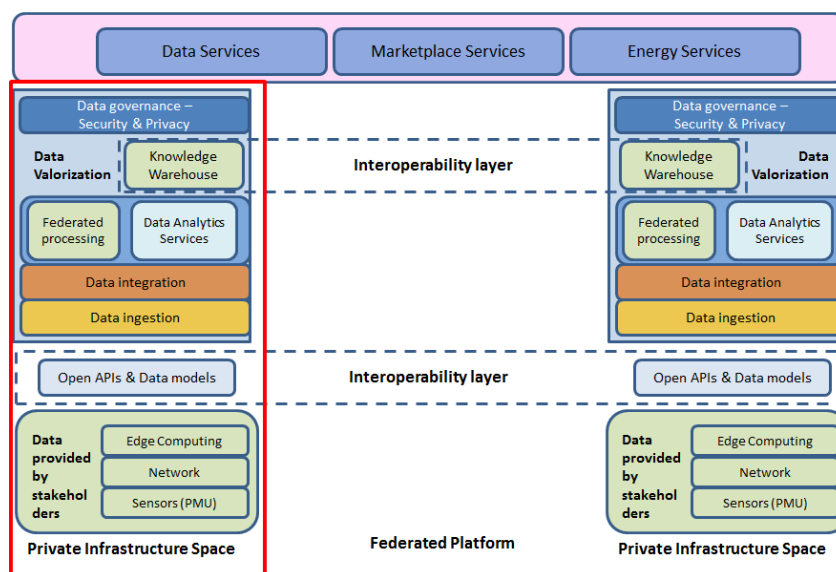 Data Services
Marketplace Services
Energy Services
Data governance –
Security & Privacy
Data
Valorization
Knowledge
Warehouse
Federated
processing
Data Analytics
Services
Data integration
Data ingestion
Open APIs & Data models
Data
provided
by
stakehol
ders
Edge Computing
Network
Sensors (PMU)
Private Infrastructure Space
Interoperability layer
Interoperability layer
Federated Platform
Data governance –
Security & Privacy
Knowledge
Warehouse
Data
Valorization
Federated
processing
Data Analytics
Services
Data integration
Data ingestion
Open APIs & Data models
Data
provided
by
stakehol
ders
Edge Computing
Network
Sensors (PMU)
Private Infrastructure Space